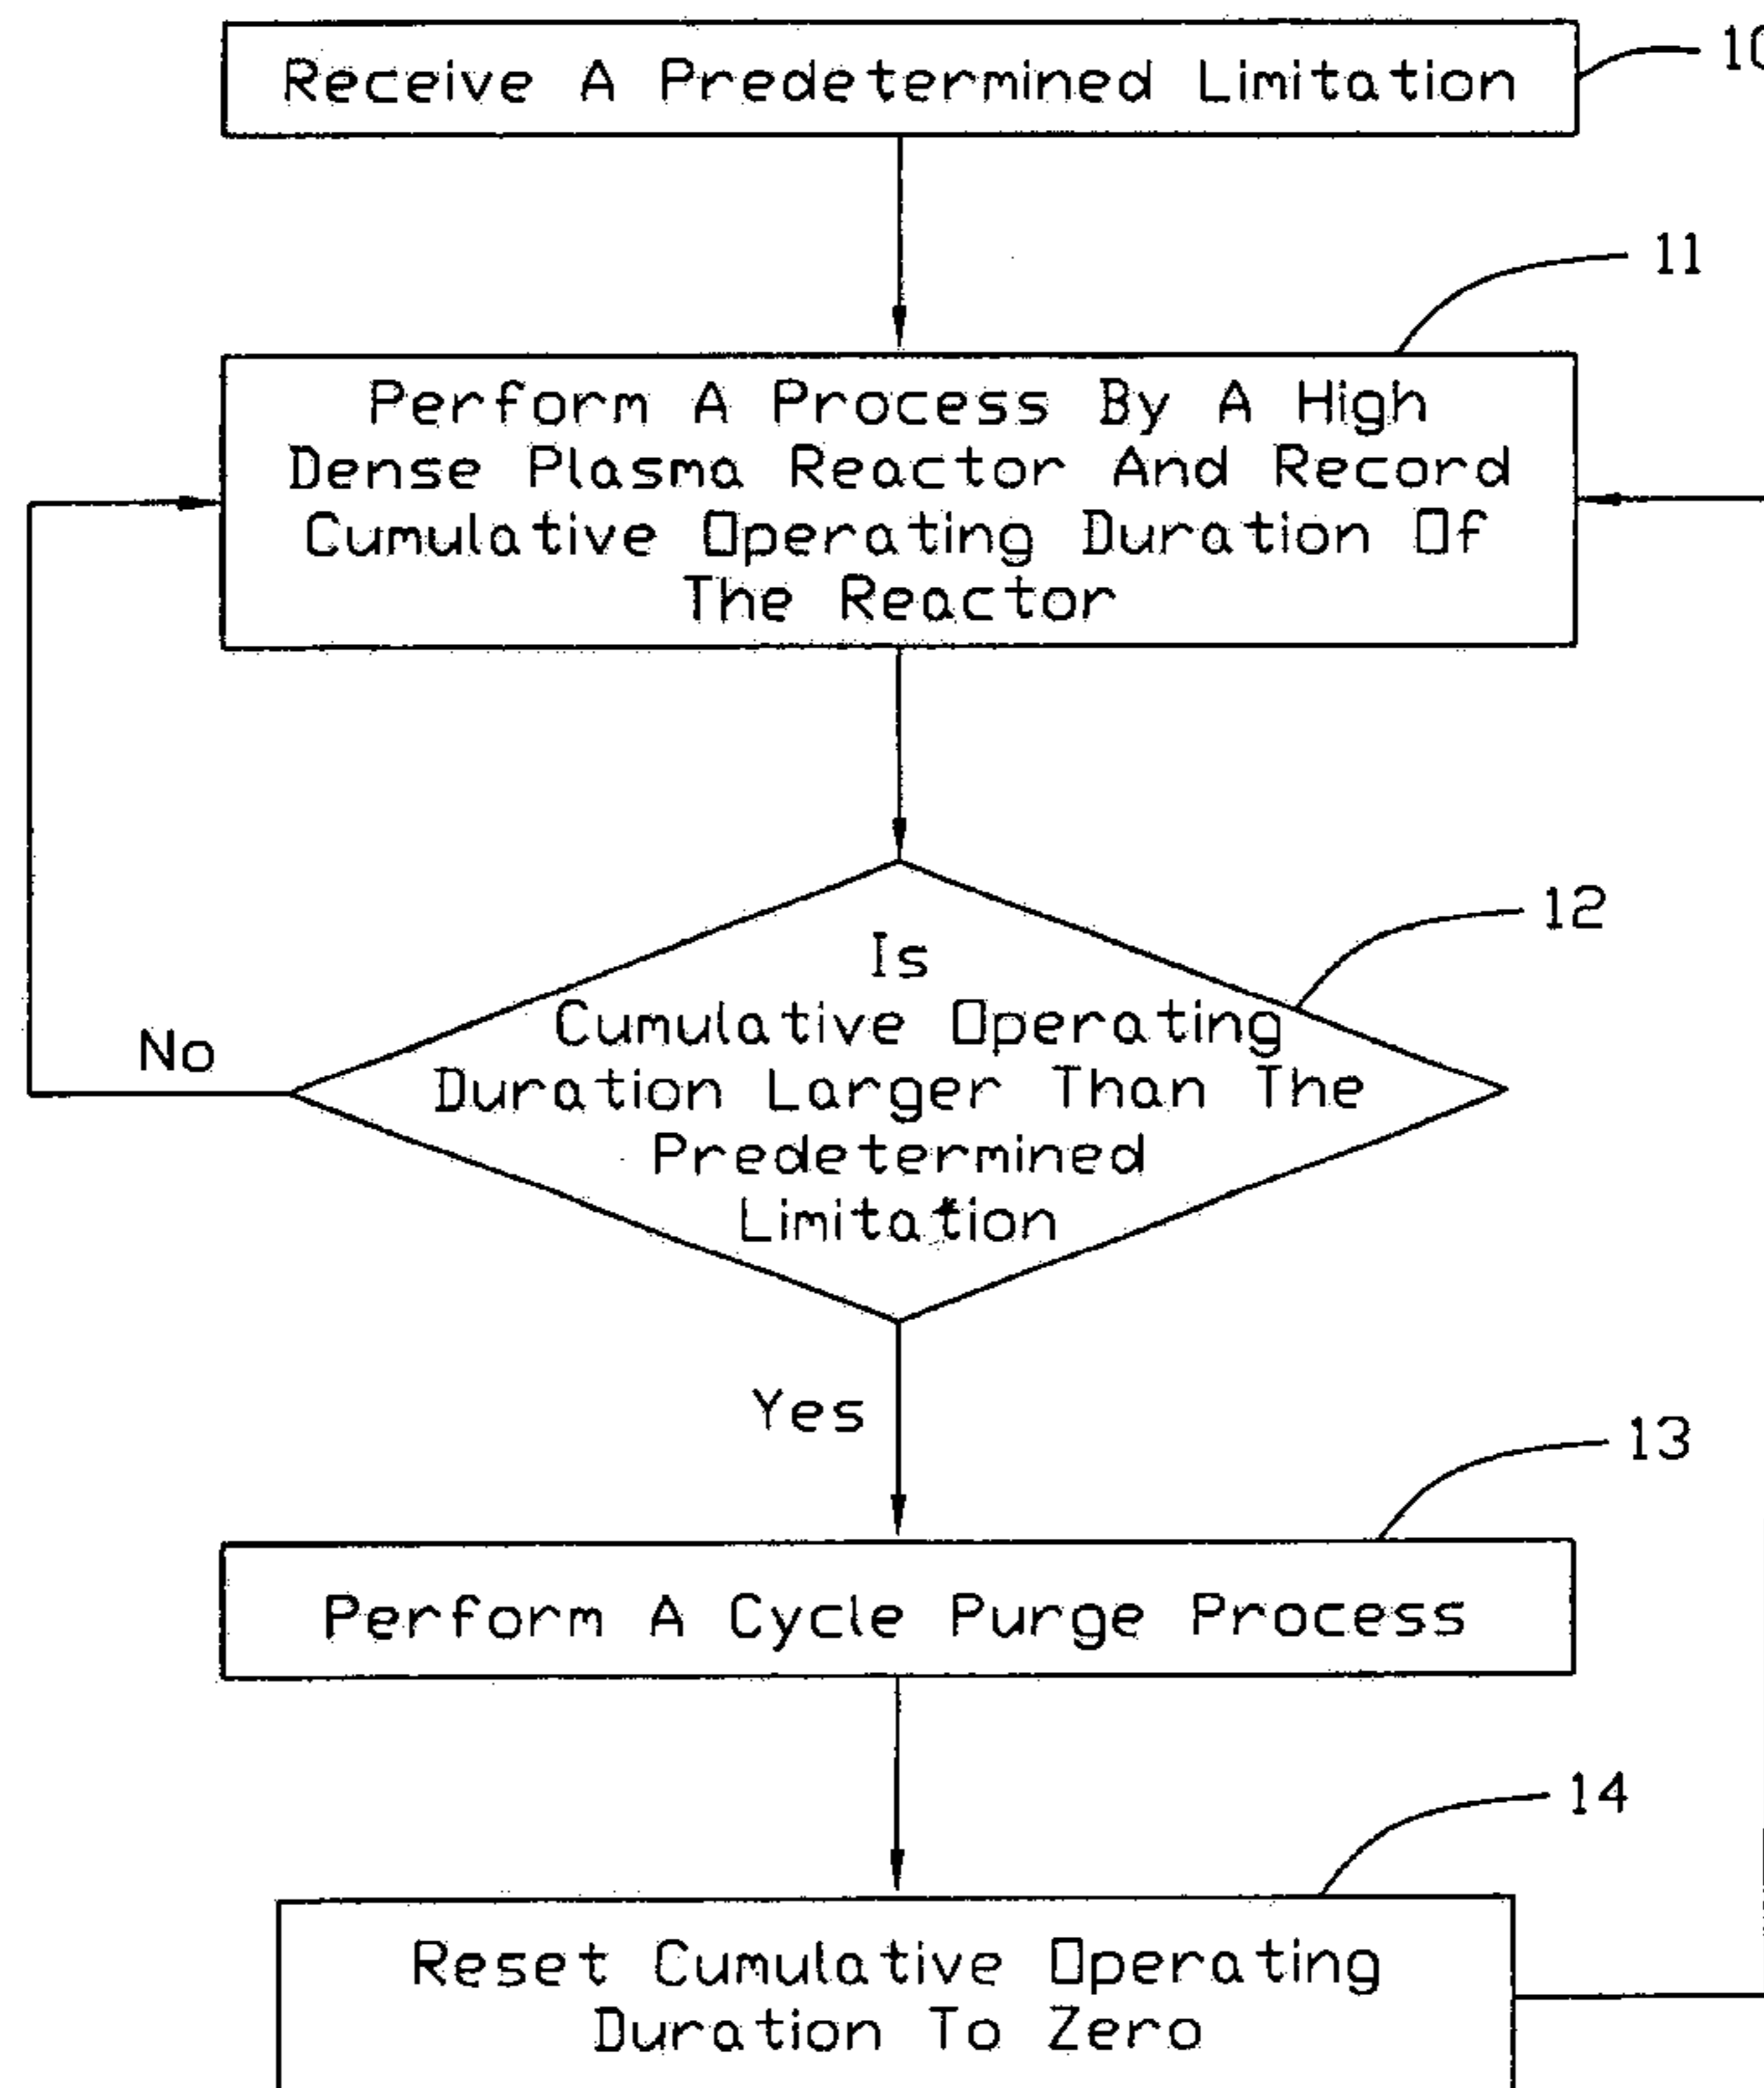 Receive A Predetermined Limitation
10
11
Perform A Process By A High
Dense Plasma Reactor And Record
Cumulative Operating Duration Of
The Reactor
12
Is
Cumulative Operating
Duration Larger Than The
Predetermined
Limitation
No
Yes
13
Perform A Cycle Purge Process
14
Reset Cumulative Operating
Duration To Zero